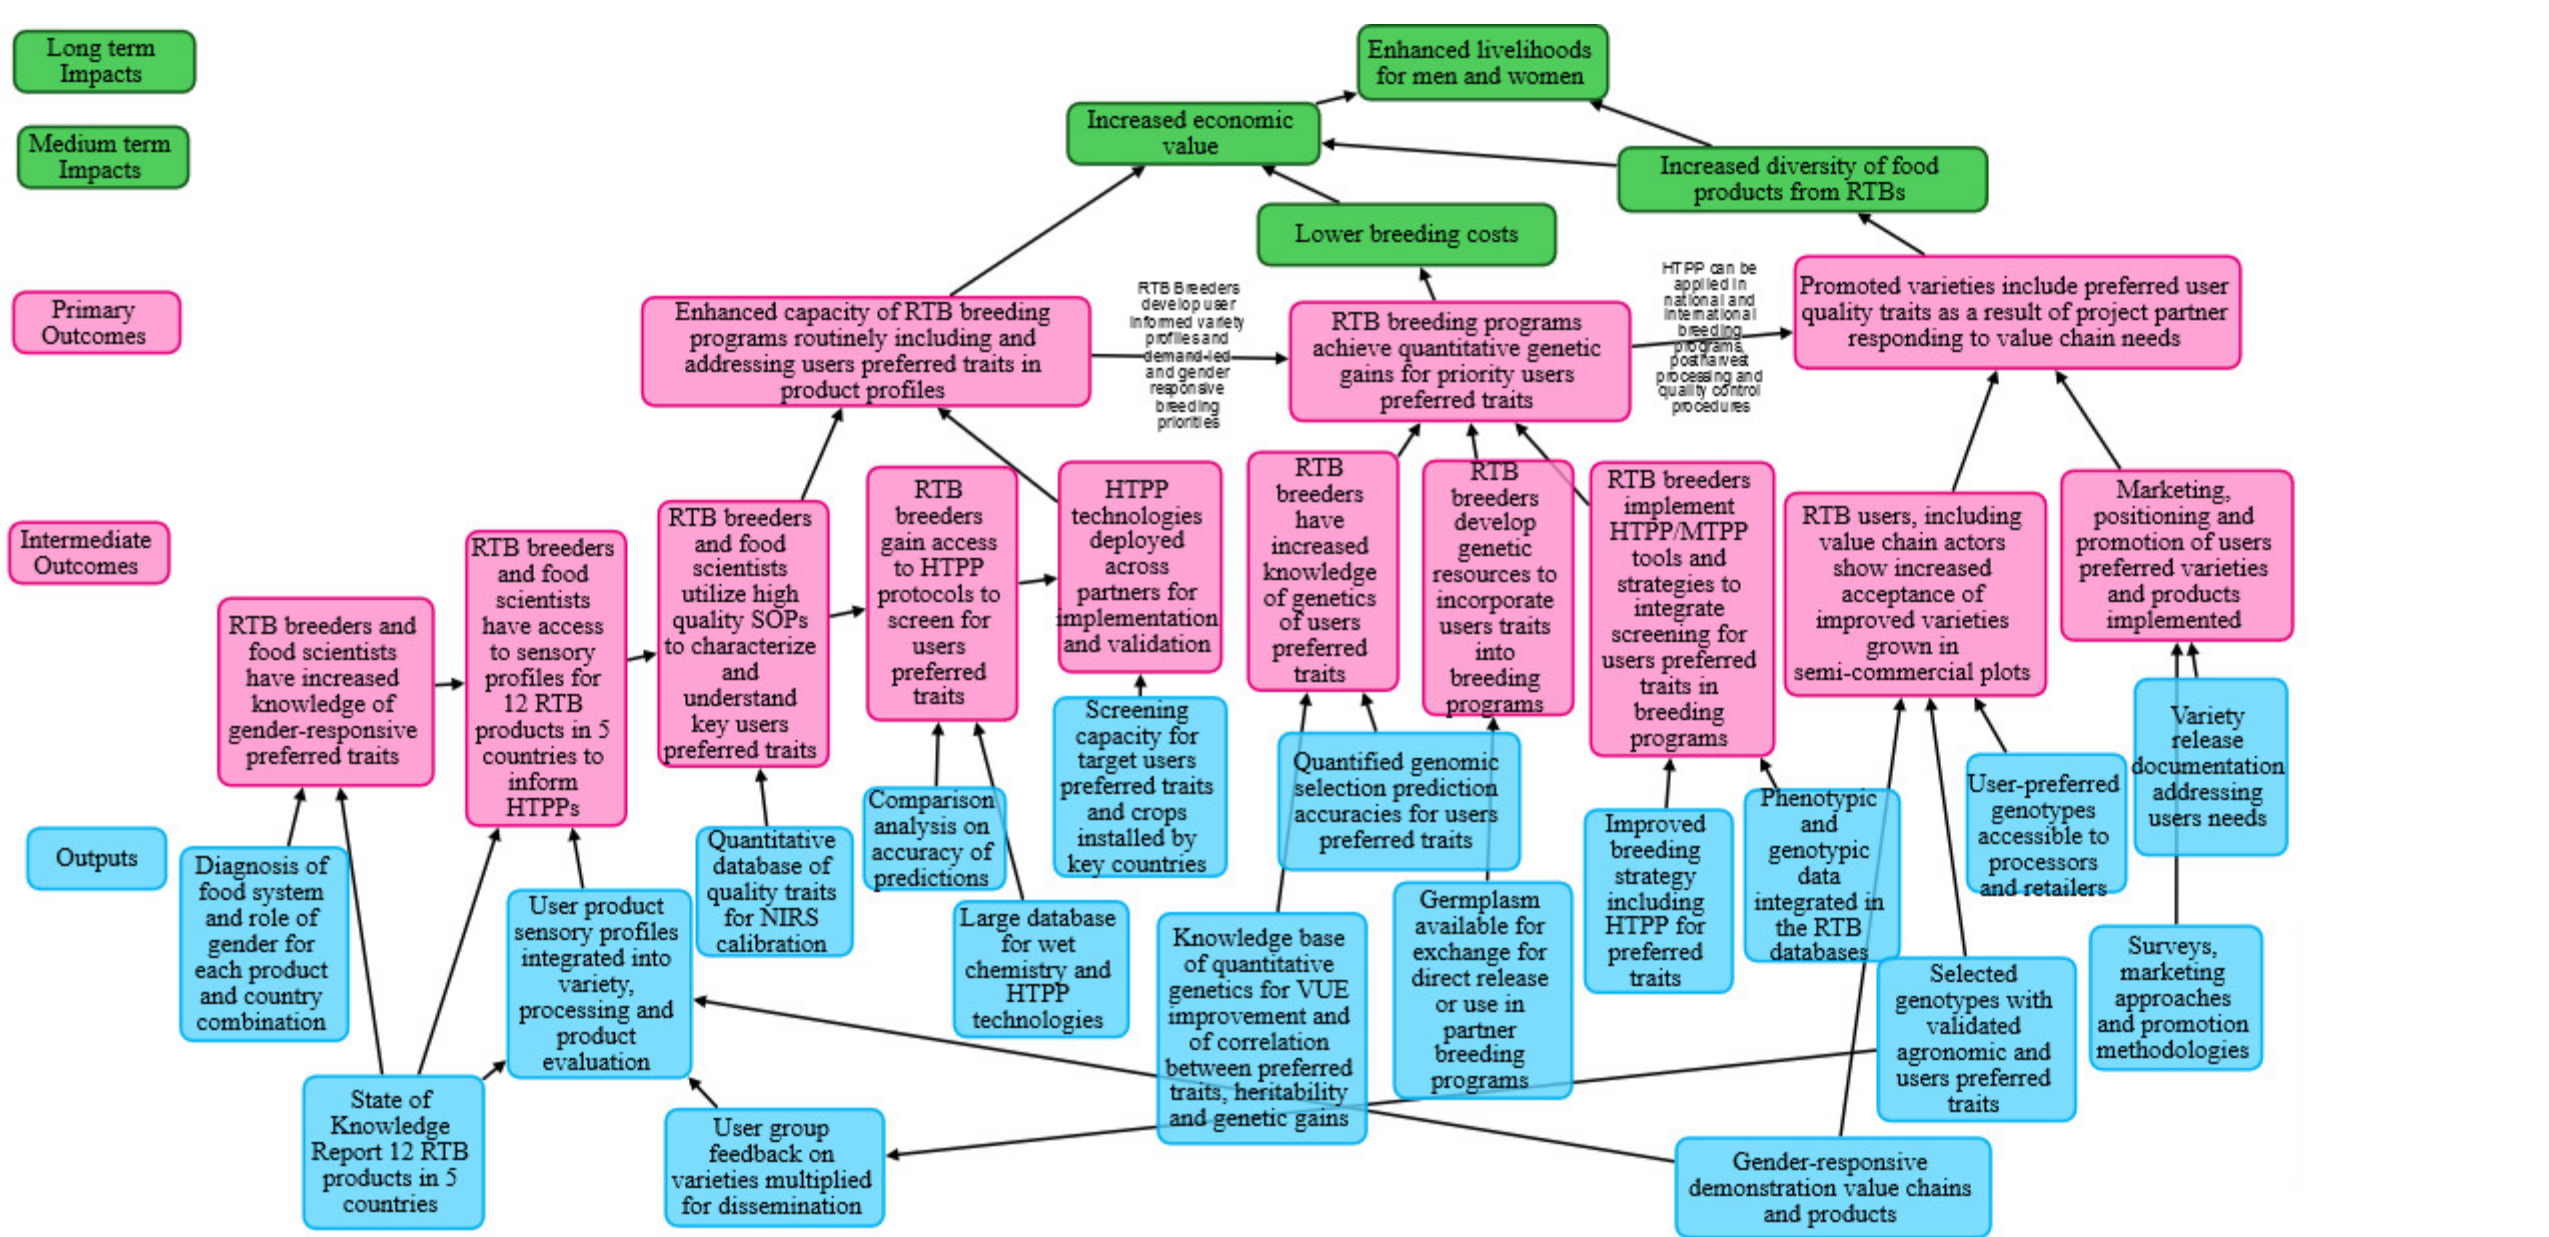 Long term
Impacts
Enhanced livelihoods
for men and women
Increased economic
value
Medium term
Impacts
Increased diversity of food
products from RTBs
Lower breeding costs
Primary
Outcomes
Enhanced capacity of RTB breeding
programs routinely including and
addressing users preferred traits in
product profiles
RTB Breeders
develop user
informed variety
profiles and
demand-led
and gender
responsive
breeding
priorities
RTB breeding programs
achieve quantitative genetic
gains for priority users
preferred traits
HTPP can be
applied in
national and
international
breeding
programs,
postharvest
processing and
quality control
procedures
Promoted varieties include preferred user
quality traits as a result of project partner
responding to value chain needs
Intermediate
Outcomes
RTB breeders and
food scientists
have increased
knowledge of
gender-responsive
preferred traits
RTB breeders
and food
scientists
have access
to sensory
profiles for
12 RTB
products in 5
countries to
inform
HTPPs
RTB breeders
and food
scientists
utilize high
quality SOPs
to characterize
and
understand
key users
preferred traits
RTB
breeders
gain access
to HTPP
protocols to
screen for
users
preferred
traits
HTPP
technologies
deployed
across
partners for
implementation
and validation
RTB
breeders
have
increased
knowledge
of genetics
of users
preferred
traits
RTB
breeders
develop
genetic
resources to
incorporate
users traits
into
breeding
programs
RTB breeders
implement
HTPP/MTPP
tools and
strategies to
integrate
screening for
users preferred
traits in
breeding
programs
RTB users, including
value chain actors
show increased
acceptance of
improved varieties
grown in
semi-commercial plots
Marketing,
positioning and
promotion of users
preferred varieties
and products
implemented
Outputs
Diagnosis of
food system
and role of
gender for
each product
and country
combination
State of
Knowledge
Report 12 RTB
products in 5
countries
User product
sensory profiles
integrated into
variety,
processing and
product
evaluation
User group
feedback on
varieties multiplied
for dissemination
Quantitative
database of
quality traits
for NIRS
calibration
Comparison
analysis on
accuracy of
predictions
Large database
for wet
chemistry and
HTPP
technologies
Screening
capacity for
target users
preferred traits
and crops
installed by
key countries
Knowledge base
of quantitative
genetics for VUE
improvement and
of correlation
between preferred
traits, heritability
and genetic gains
Quantified genomic
selection prediction
accuracies for users
preferred traits
Germplasm
available for
exchange for
direct release
or use in
partner
breeding
programs
Improved
breeding
strategy
including
HTPP for
preferred
traits
Phenotypic
and
genotypic
data
integrated in
the RTB
databases
Selected
genotypes with
validated
agronomic and
users preferred
traits
Gender-responsive
demonstration value chains
and products
User-preferred
genotypes
accessible to
processors
and retailers
Variety
release
documentation
addressing
users needs
Surveys,
marketing
approaches
and promotion
methodologies